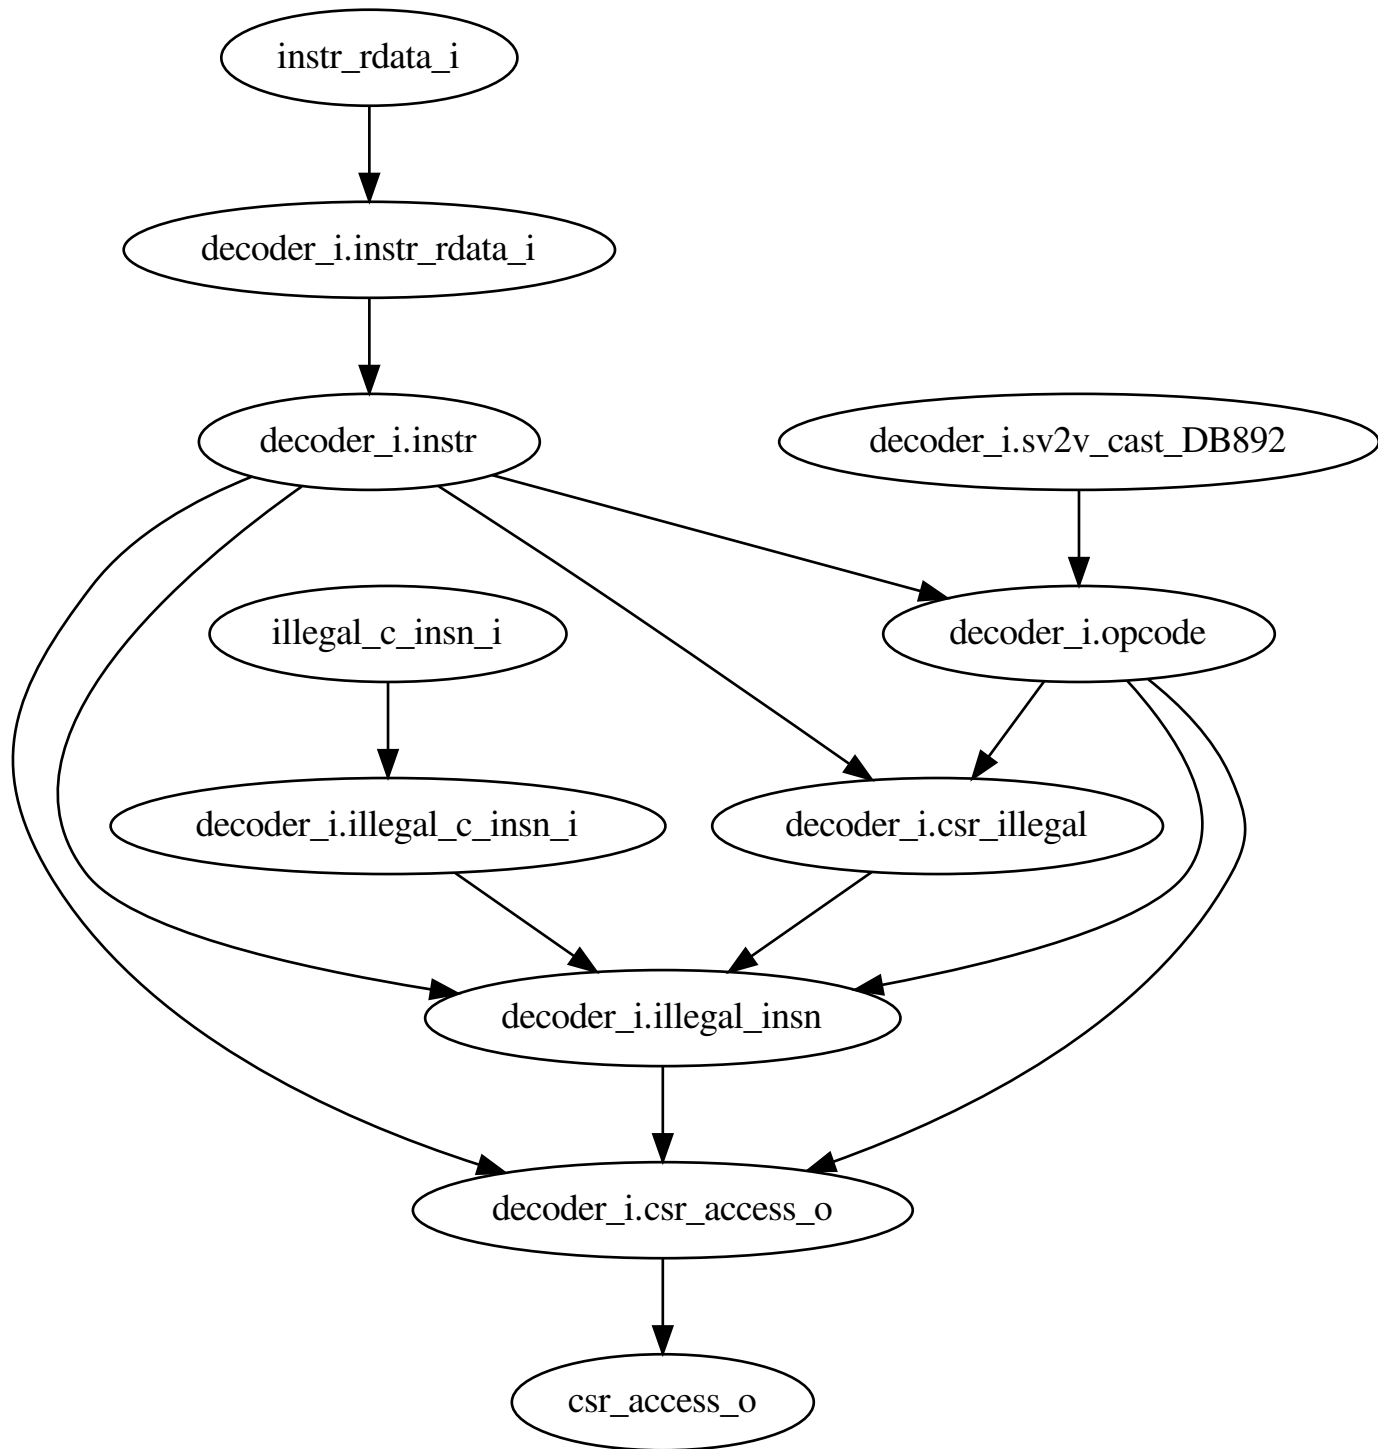 instr_rdata_i
decoder_i.instr_rdata_i
decoder_i.instr
decoder_i.sv2v_cast_DB892
illegal_c_insn_i
decoder_i.opcode
decoder_i.illegal_c_insn_i
decoder_i.csr_illegal
decoder_i.illegal_insn
decoder_i.csr_access_o
csr_access_o